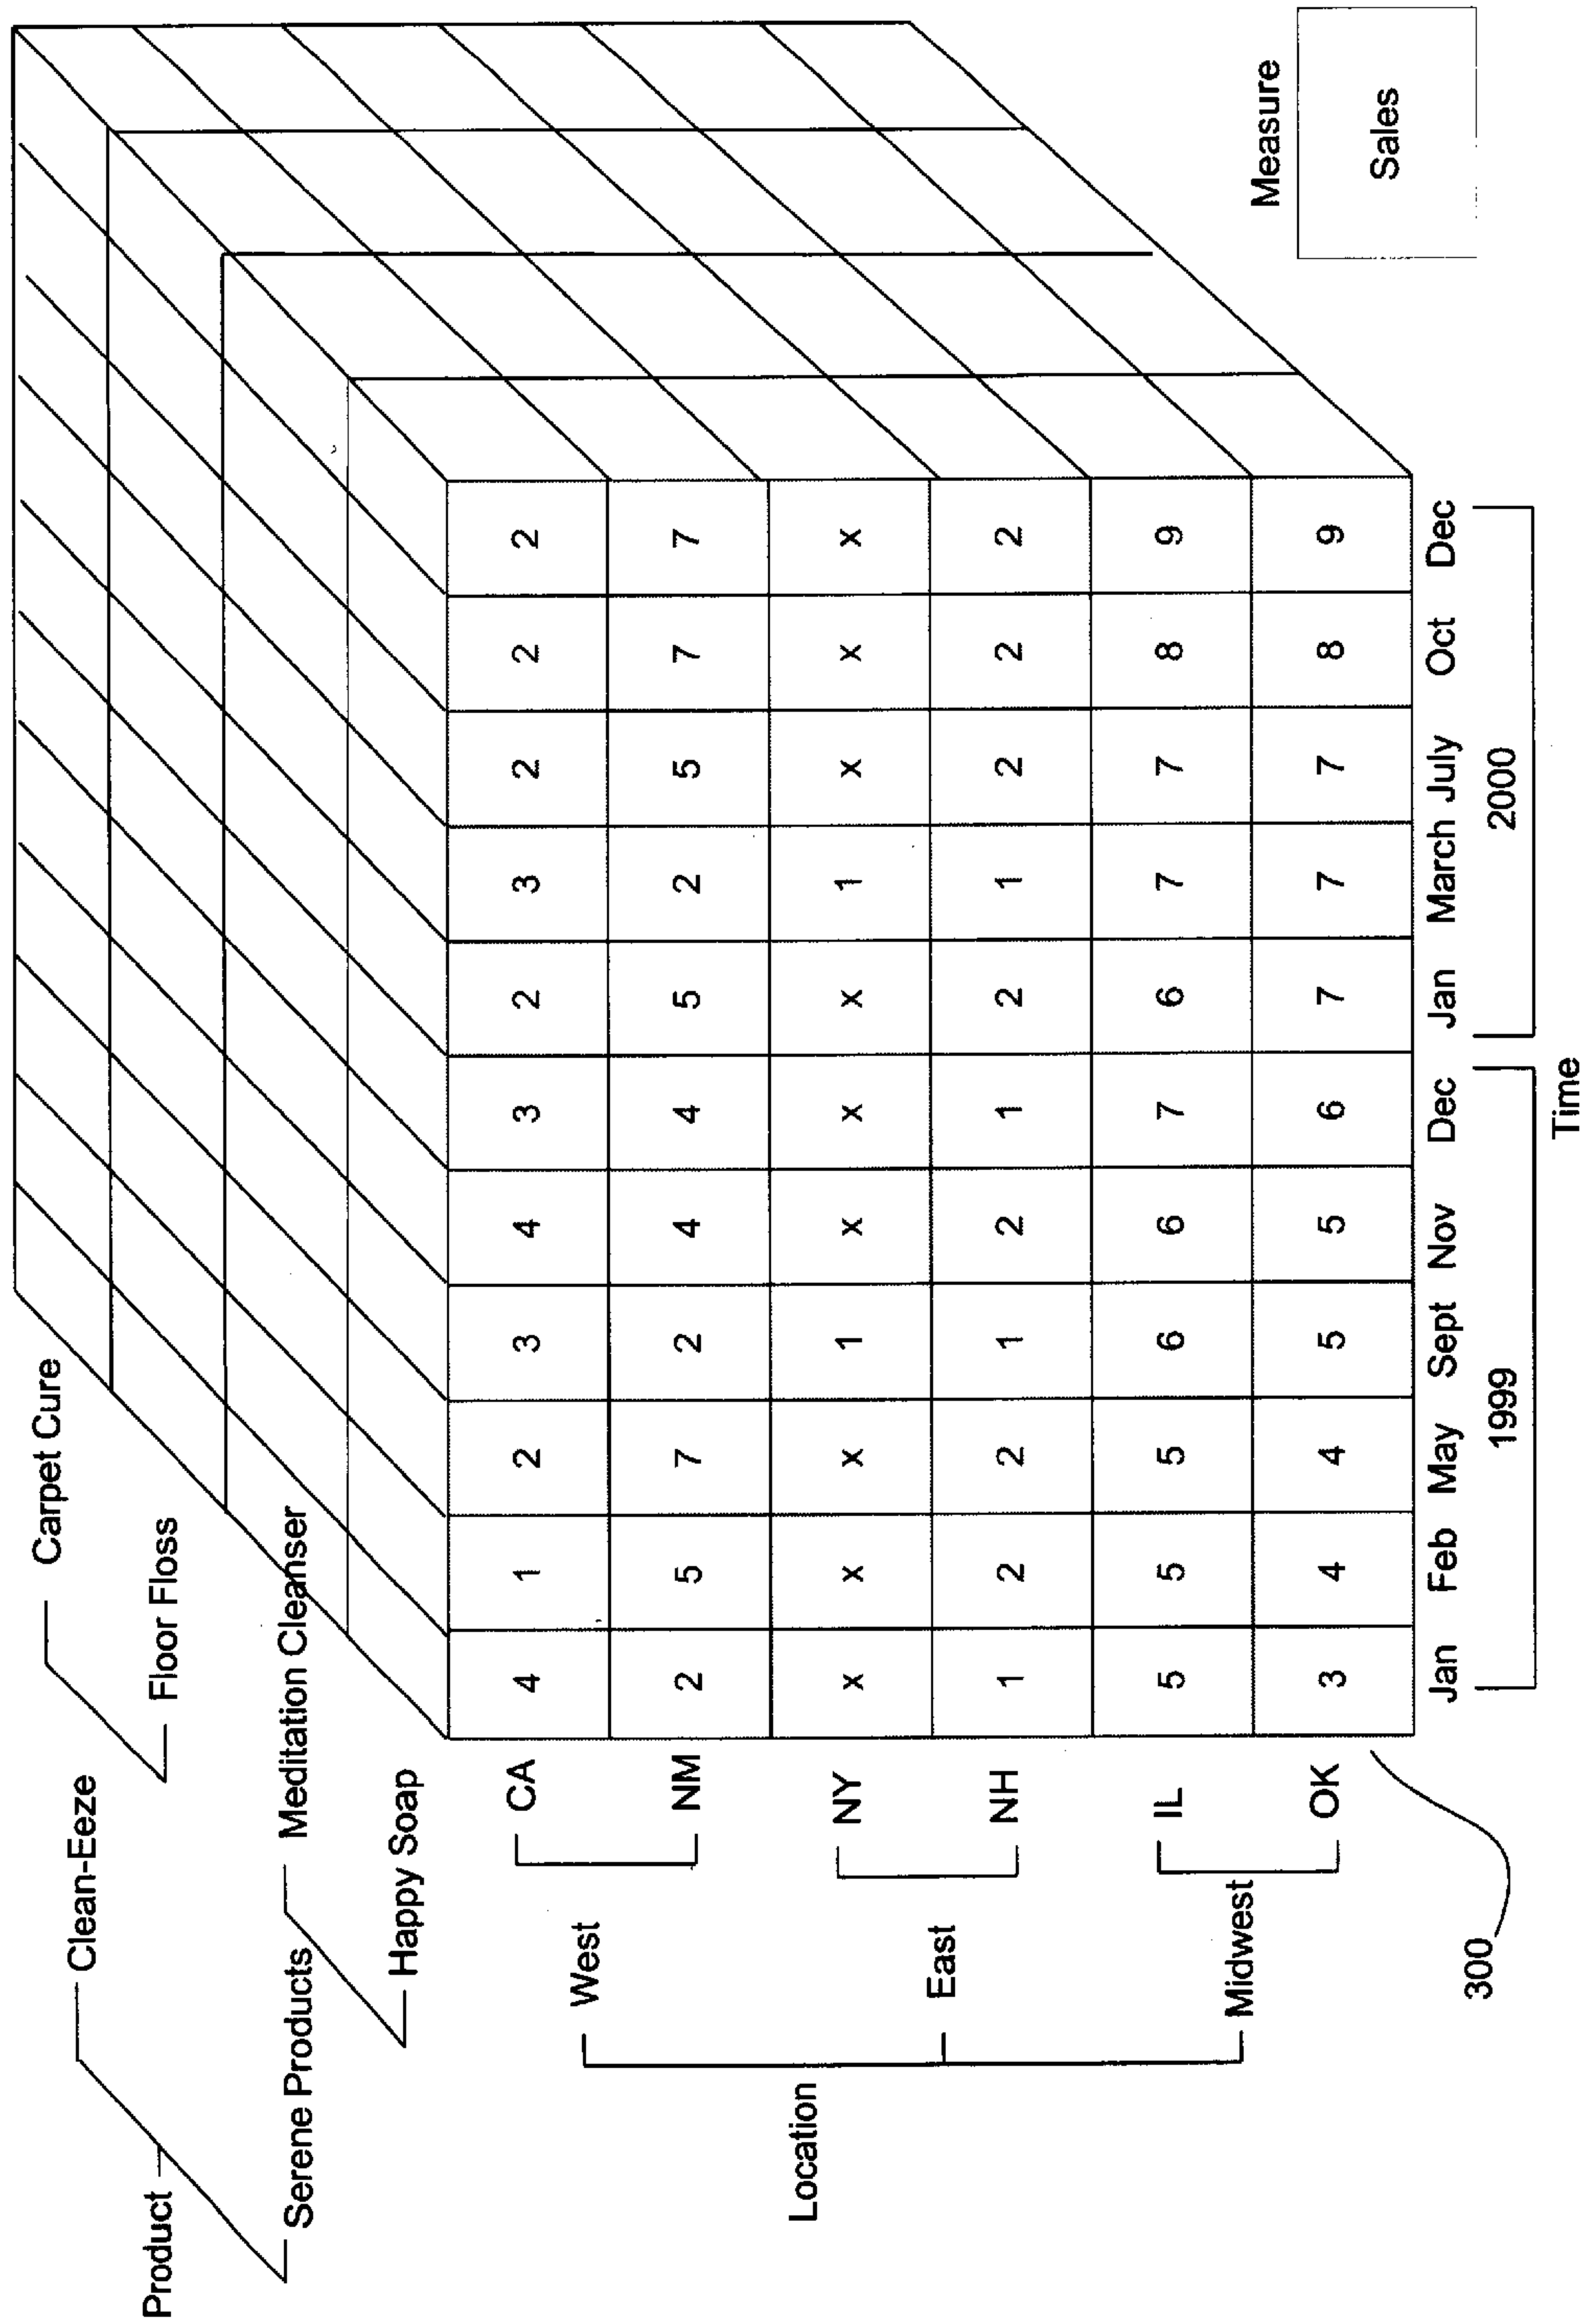 Product
Clean-Eeze
Carpet Cure
Floor Floss
Serene Products
Meditation Cleanser
Happy Soap
Location
West
East
Midwest
CA 4 1 2 3 4 3 2 3 2 2 2
NM 2 5 7 2 4 4 5 2 5 7 7
NY x x x 1 x x x 1 x x x
NH 1 2 2 1 2 1 2 1 2 2 2
IL 5 5 5 6 6 7 6 7 7 8 9
OK 3 4 4 5 5 6 7 7 7 8 9
Jan Feb May Sept Nov Dec Jan March July Oct Dec
1999 2000
Time
300
Measure
Sales